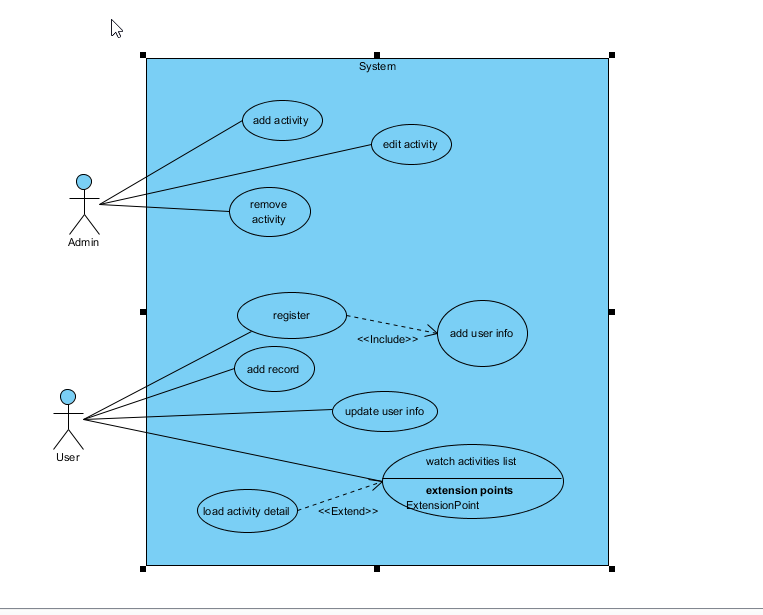 System
add activity
edit activity
remove
activity
Admin
register
add user info
<<Include>>
add record
update user info
User
watch activities list
extension points
ExtensionPoint
load activity detail
<<Extend>>